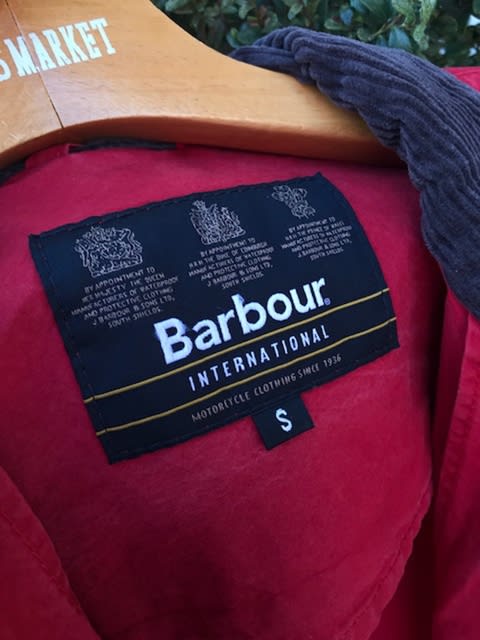 MARKET
BY APPOINTMENT TO
HER MAJESTY THE QUEEN
MANUFACTURERS OF WATERPROOF
AND PROTECTIVE CLOTHING
J. BARBOUR & SONS LTD,
SOUTH SHIELDS.
BY APPOINTMENT TO
H.R.H. THE DUKE OF EDINBURGH
MANUFACTURERS OF WATERPROOF
AND PROTECTIVE CLOTHING
J. BARBOUR & SONS LTD,
SOUTH SHIELDS.
BY APPOINTMENT TO
H.R.H. THE PRINCE OF WALES
MANUFACTURERS OF WATERPROOF
AND PROTECTIVE CLOTHING
J. BARBOUR & SONS LTD,
SOUTH SHIELDS.
Barbour®
INTERNATIONAL
MOTORCYCLE CLOTHING SINCE 1936
S